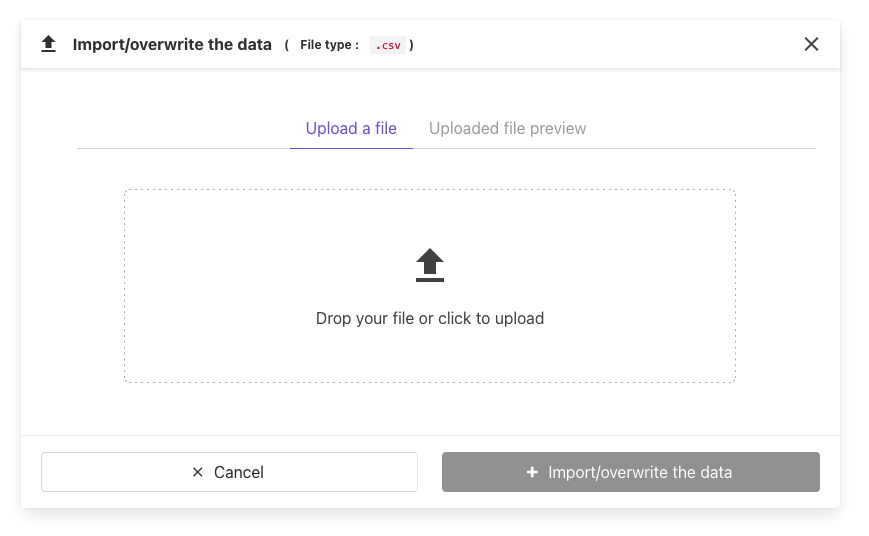 Import/overwrite the data ( File type : .csv )
Upload a file Uploaded file preview
Drop your file or click to upload
Cancel Import/overwrite the data